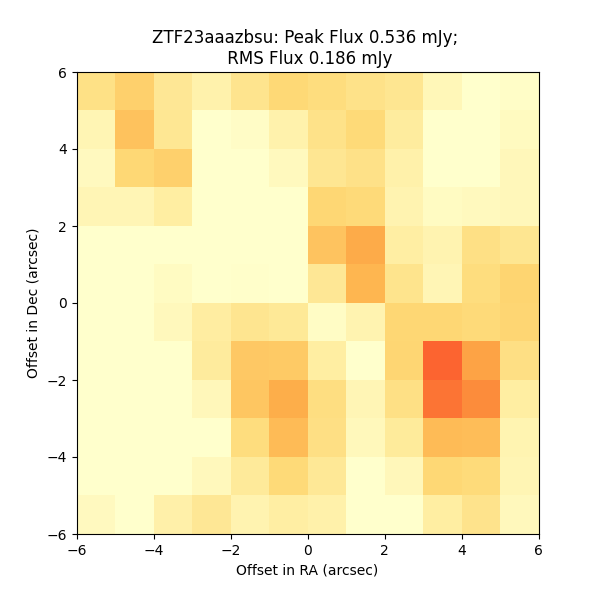 ZTF23aaazbsu: Peak Flux 0.536 mJy;
RMS Flux 0.186 mJy
6
4
2
0
−2
−4
−6
Offset in Dec (arcsec)
−6 −4 −2 0 2 4 6
Offset in RA (arcsec)